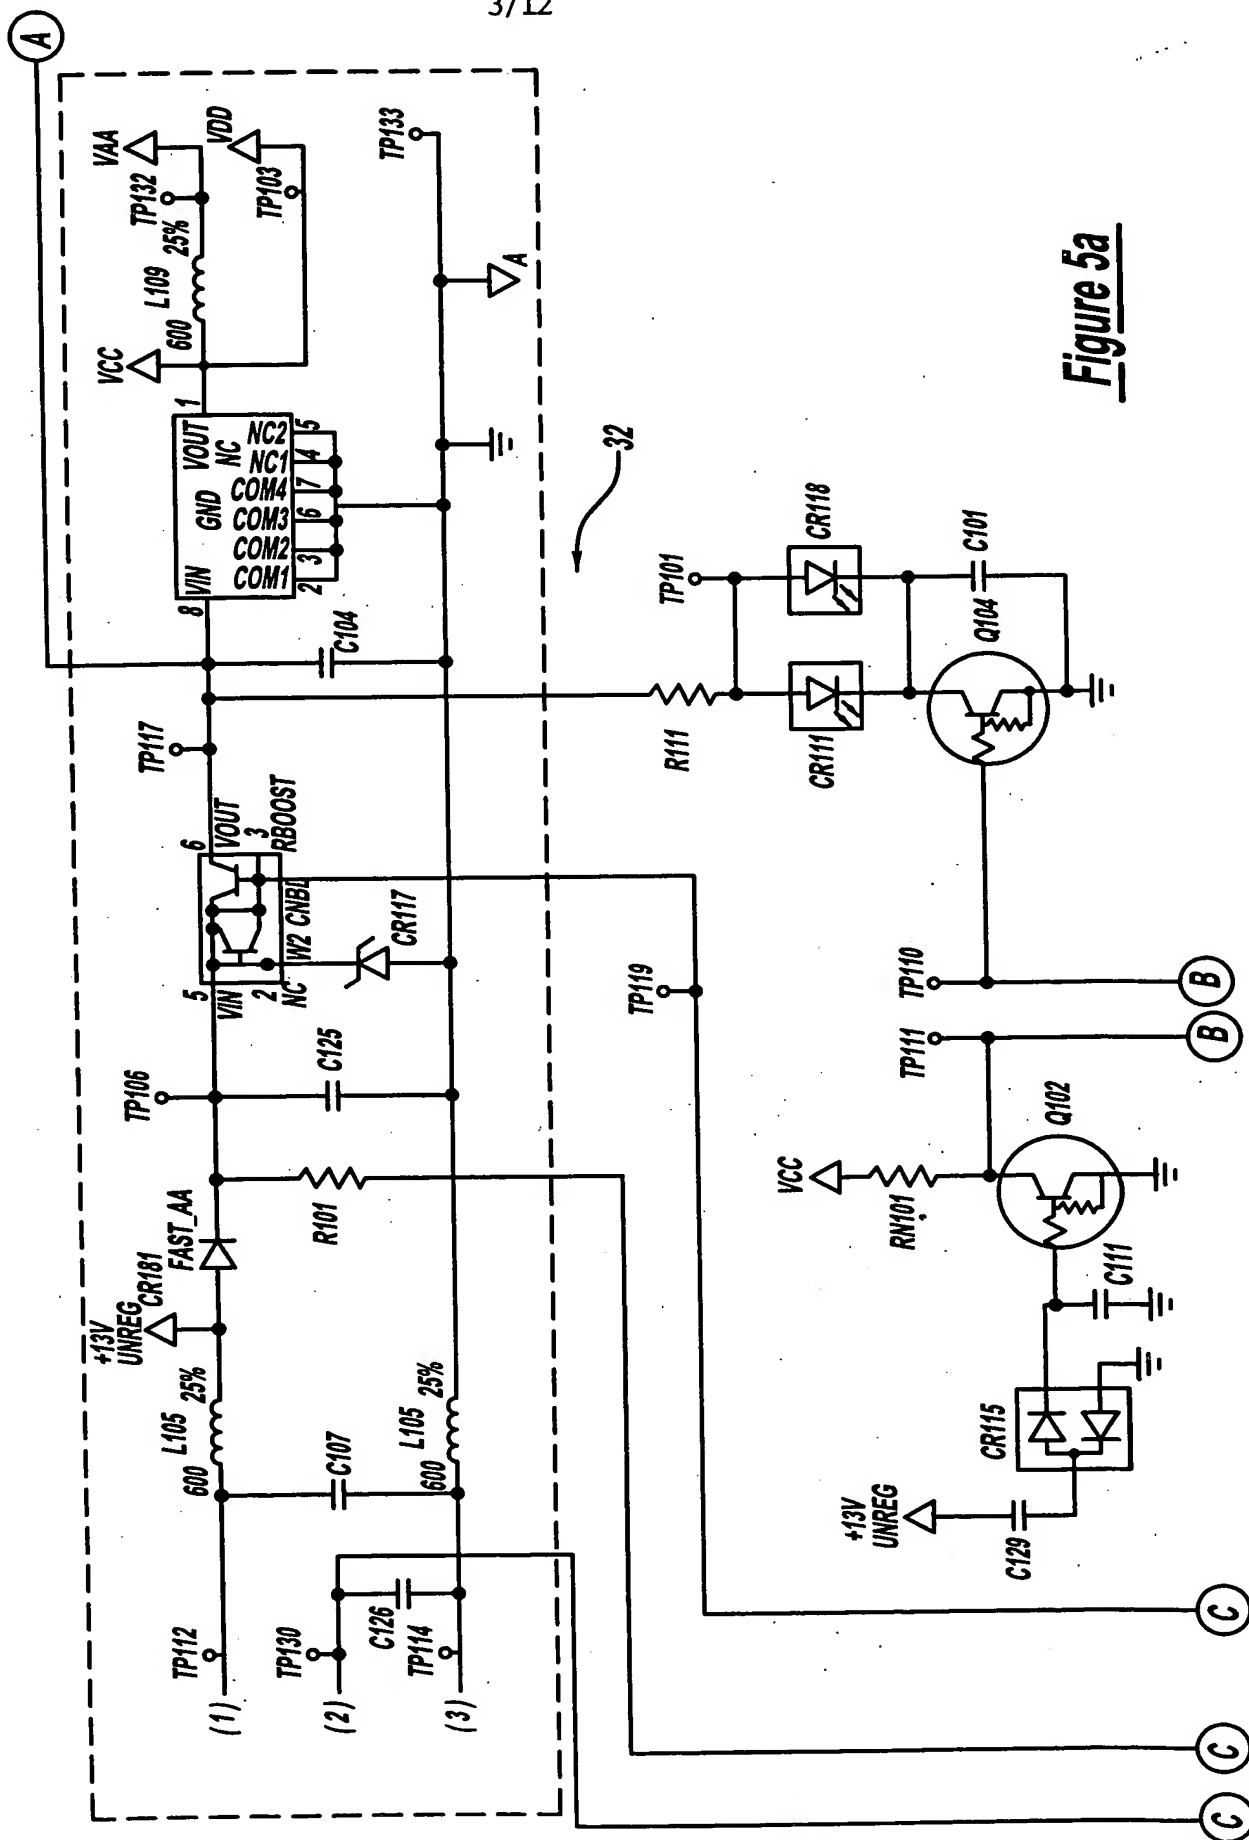 3/12
A
VAA
VDD
TP132
TP103
TP133
L109
25%
600
VCC
A
1
VOUT
NC
GND
VIN
8
NC2
NC1
COM4
COM3
COM2
COM1
5
4
7
6
3
2
C104
TP117
6
VOUT
3
RBOOST
W2 CNBL
5
VIN
2
NC
CR117
TP106
C125
R101
FAST_AA
CR181
+13V
UNREG
L105
25%
600
C107
L105
25%
600
TP112
(1)
TP130
(2)
C126
TP114
(3)
32
TP101
CR118
C101
R111
CR111
Q104
TP119
TP110
B
TP111
B
VCC
RN101
Q102
C111
CR115
+13V
UNREG
C129
C
C
C
Figure 5a